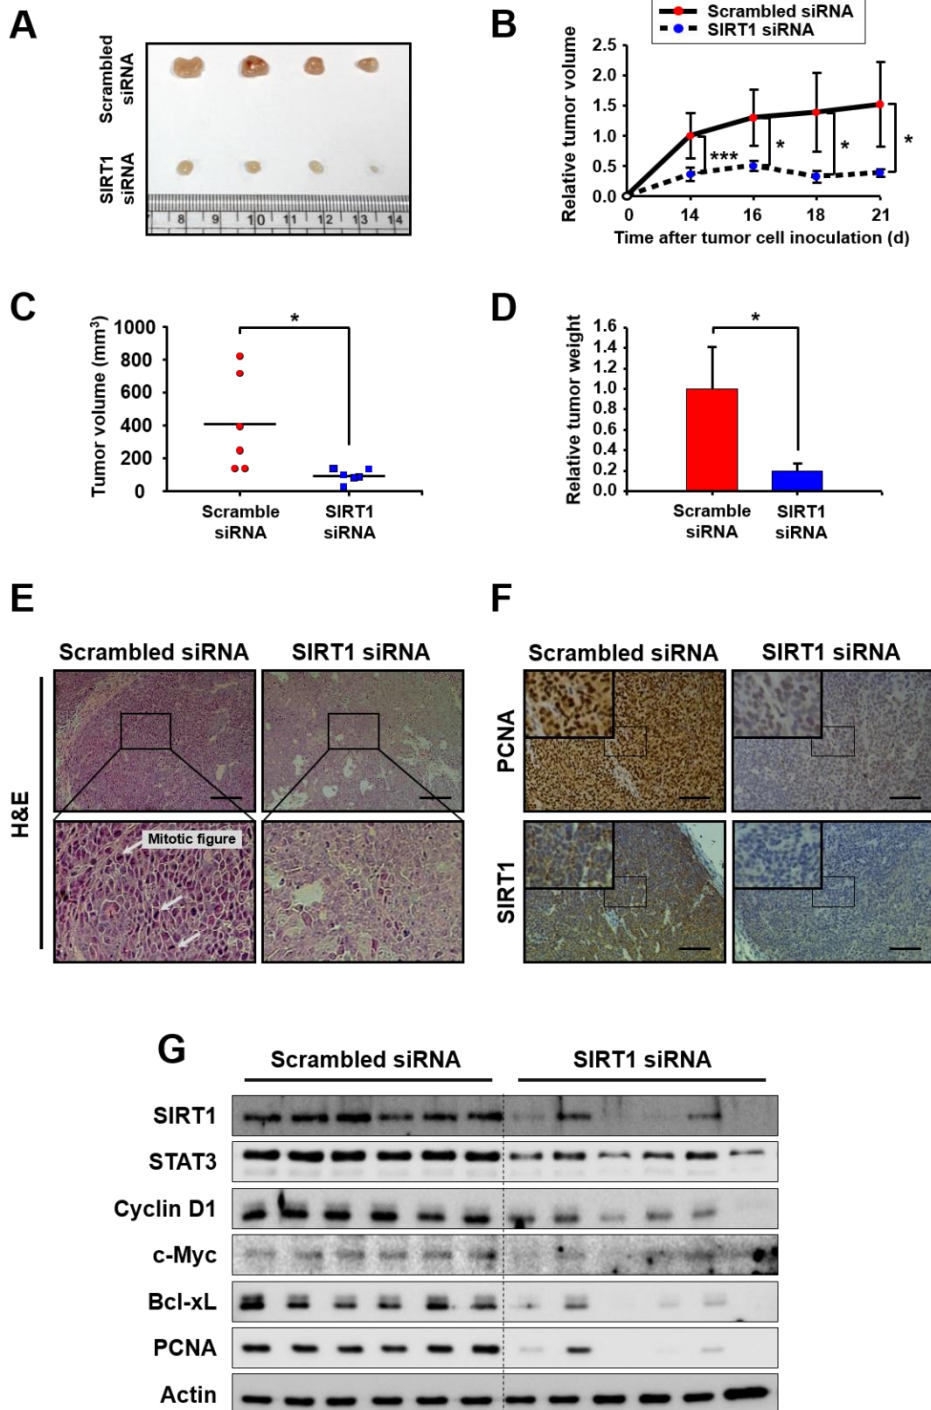 A
Scrambled
siRNA
SIRT1
siRNA
8 9 10 11 12 13 14
B
Scrambled siRNA
SIRT1 siRNA
Relative tumor volume
2.5
2.0
1.5
1.0
0.5
0.0
***
*
*
*
0 14 16 18 21
Time after tumor cell inoculation (d)
C
Tumor volume (mm³)
1000
800
600
400
200
0
*
Scramble
siRNA
SIRT1
siRNA
D
Relative tumor weight
1.6
1.4
1.2
1.0
0.8
0.6
0.4
0.2
0.0
*
Scramble
siRNA
SIRT1
siRNA
E
Scrambled siRNA SIRT1 siRNA
H&E
Mitotic figure
F
Scrambled siRNA SIRT1 siRNA
PCNA
SIRT1
G
Scrambled siRNA SIRT1 siRNA
SIRT1
STAT3
Cyclin D1
c-Myc
Bcl-xL
PCNA
Actin